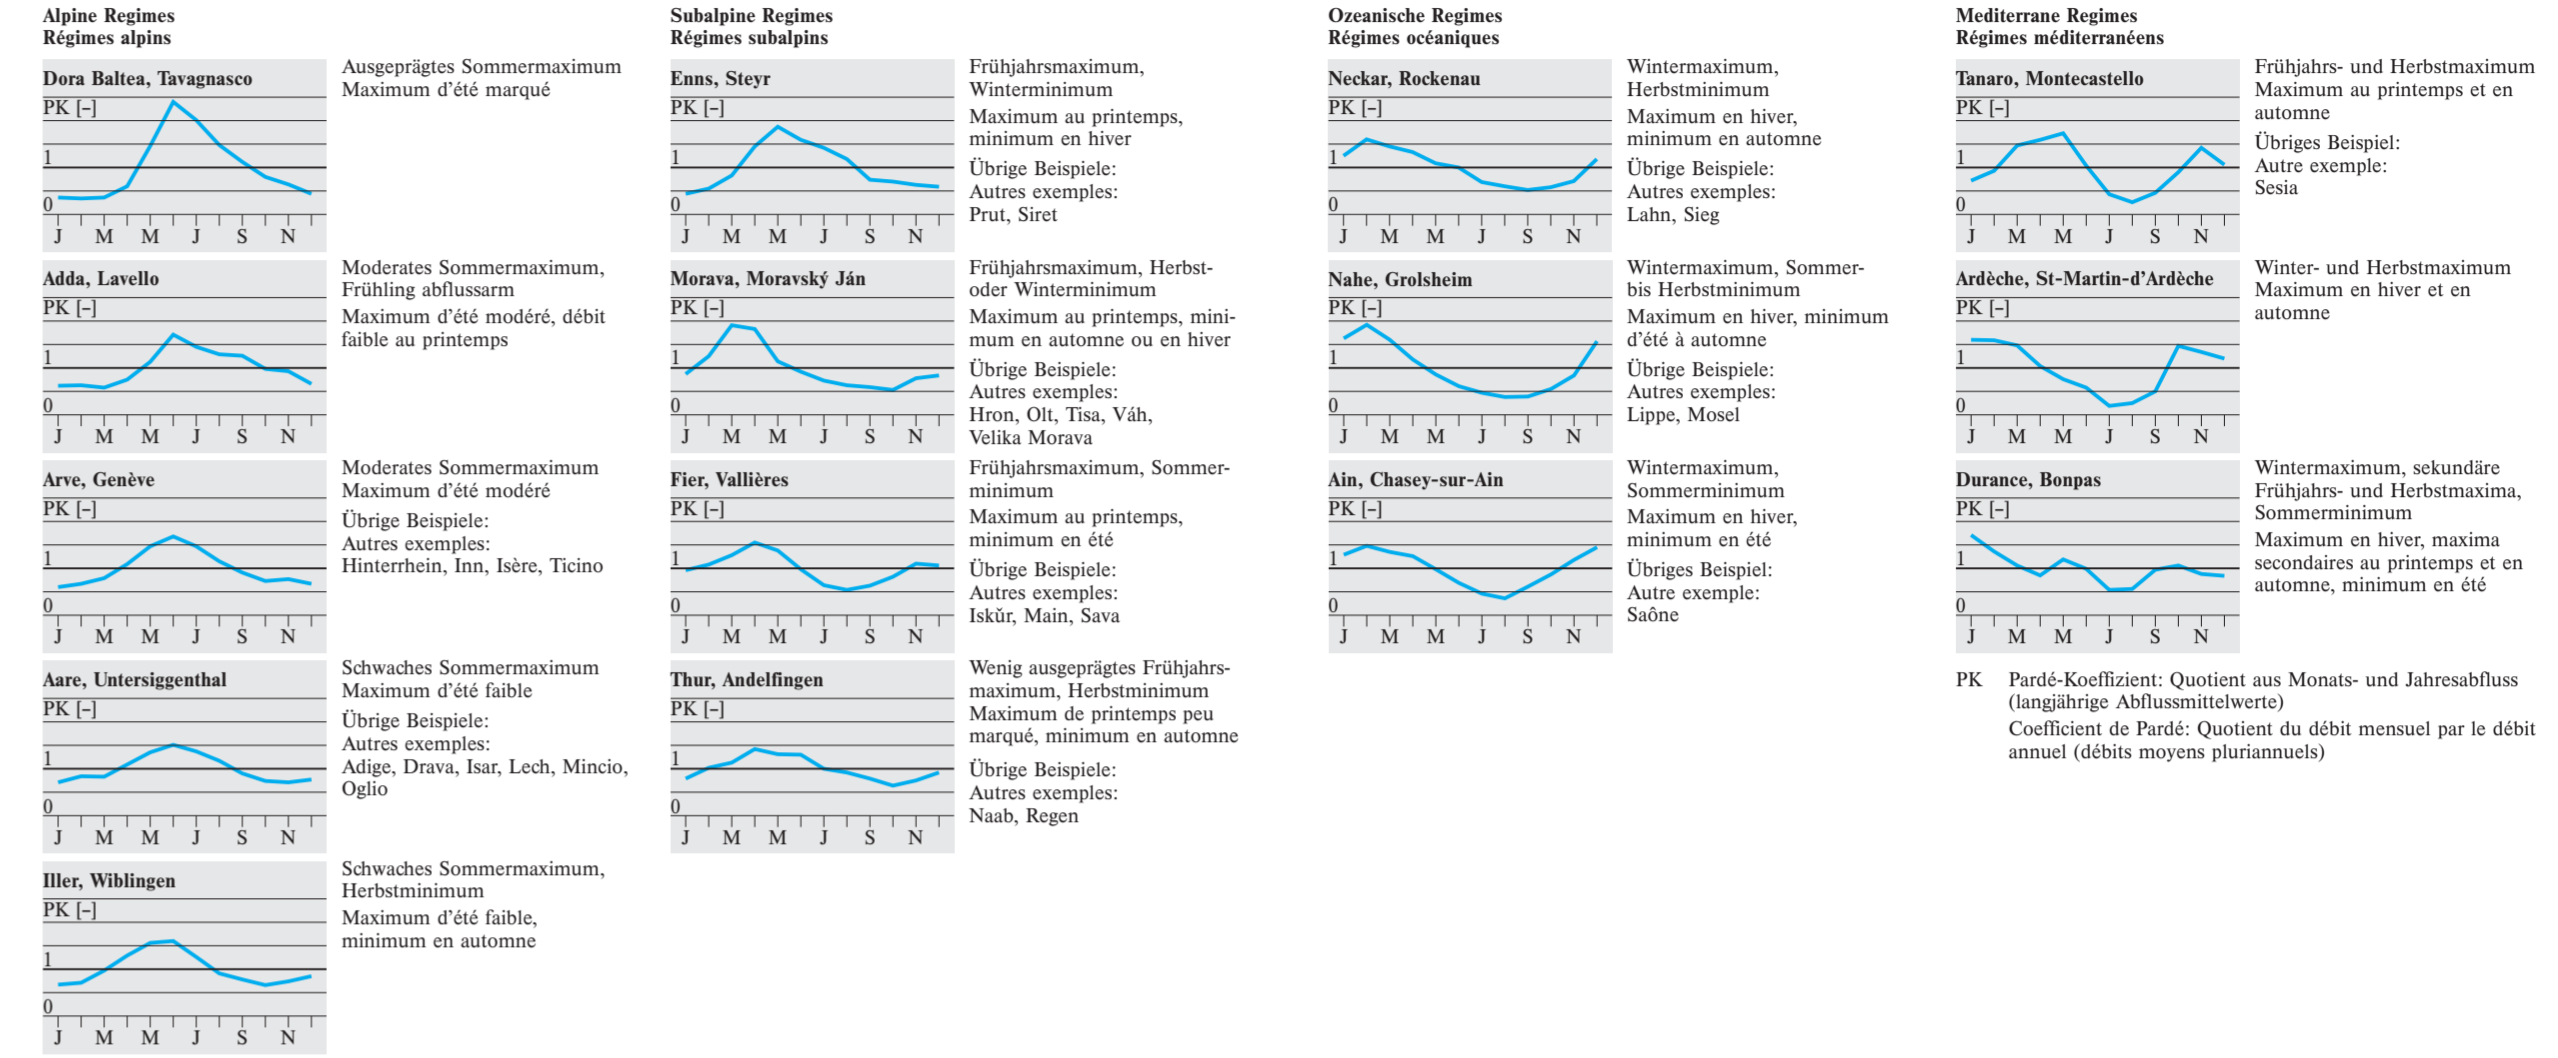 Alpine Regimes
Régimes alpins
Dora Baltea, Tavagnasco
PK [–]
1
0
J M M J S N
Ausgeprägtes Sommermaximum
Maximum d'été marqué
Adda, Lavello
PK [–]
1
0
J M M J S N
Moderates Sommermaximum,
Frühling abflussarm
Maximum d'été modéré, débit
faible au printemps
Arve, Genève
PK [–]
1
0
J M M J S N
Moderates Sommermaximum
Maximum d'été modéré
Übrige Beispiele:
Autres exemples:
Hinterrhein, Inn, Isère, Ticino
Aare, Untersiggenthal
PK [–]
1
0
J M M J S N
Schwaches Sommermaximum
Maximum d'été faible
Übrige Beispiele:
Autres exemples:
Adige, Drava, Isar, Lech, Mincio,
Oglio
Iller, Wiblingen
PK [–]
1
0
J M M J S N
Schwaches Sommermaximum,
Herbstminimum
Maximum d'été faible,
minimum en automne
Subalpine Regimes
Régimes subalpins
Enns, Steyr
PK [–]
1
0
J M M J S N
Frühjahrsmaximum,
Winterminimum
Maximum au printemps,
minimum en hiver
Übrige Beispiele:
Autres exemples:
Prut, Siret
Morava, Moravský Ján
PK [–]
1
0
J M M J S N
Frühjahrsmaximum, Herbst-
oder Winterminimum
Maximum au printemps, mini-
mum en automne ou en hiver
Übrige Beispiele:
Autres exemples:
Hron, Olt, Tisa, Váh,
Velika Morava
Fier, Vallières
PK [–]
1
0
J M M J S N
Frühjahrsmaximum, Sommer-
minimum
Maximum au printemps,
minimum en été
Übrige Beispiele:
Autres exemples:
Iskŭr, Main, Sava
Thur, Andelfingen
PK [–]
1
0
J M M J S N
Wenig ausgeprägtes Frühjahrs-
maximum, Herbstminimum
Maximum de printemps peu
marqué, minimum en automne
Übrige Beispiele:
Autres exemples:
Naab, Regen
Ozeanische Regimes
Régimes océaniques
Neckar, Rockenau
PK [–]
1
0
J M M J S N
Wintermaximum,
Herbstminimum
Maximum en hiver,
minimum en automne
Übrige Beispiele:
Autres exemples:
Lahn, Sieg
Nahe, Grolsheim
PK [–]
1
0
J M M J S N
Wintermaximum, Sommer-
bis Herbstminimum
Maximum en hiver, minimum
d'été à automne
Übrige Beispiele:
Autres exemples:
Lippe, Mosel
Ain, Chasey-sur-Ain
PK [–]
1
0
J M M J S N
Wintermaximum,
Sommerminimum
Maximum en hiver,
minimum en été
Übriges Beispiel:
Autre exemple:
Saône
Mediterrane Regimes
Régimes méditerranéens
Tanaro, Montecastello
PK [–]
1
0
J M M J S N
Frühjahrs- und Herbstmaximum
Maximum au printemps et en
automne
Übriges Beispiel:
Autre exemple:
Sesia
Ardèche, St-Martin-d'Ardèche
PK [–]
1
0
J M M J S N
Winter- und Herbstmaximum
Maximum en hiver et en
automne
Durance, Bonpas
PK [–]
1
0
J M M J S N
Wintermaximum, sekundäre
Frühjahrs- und Herbstmaxima,
Sommerminimum
Maximum en hiver, maxima
secondaires au printemps et en
automne, minimum en été
PK Pardé-Koeffizient: Quotient aus Monats- und Jahresabfluss
(langjährige Abflussmittelwerte)
Coefficient de Pardé: Quotient du débit mensuel par le débit
annuel (débits moyens pluriannuels)